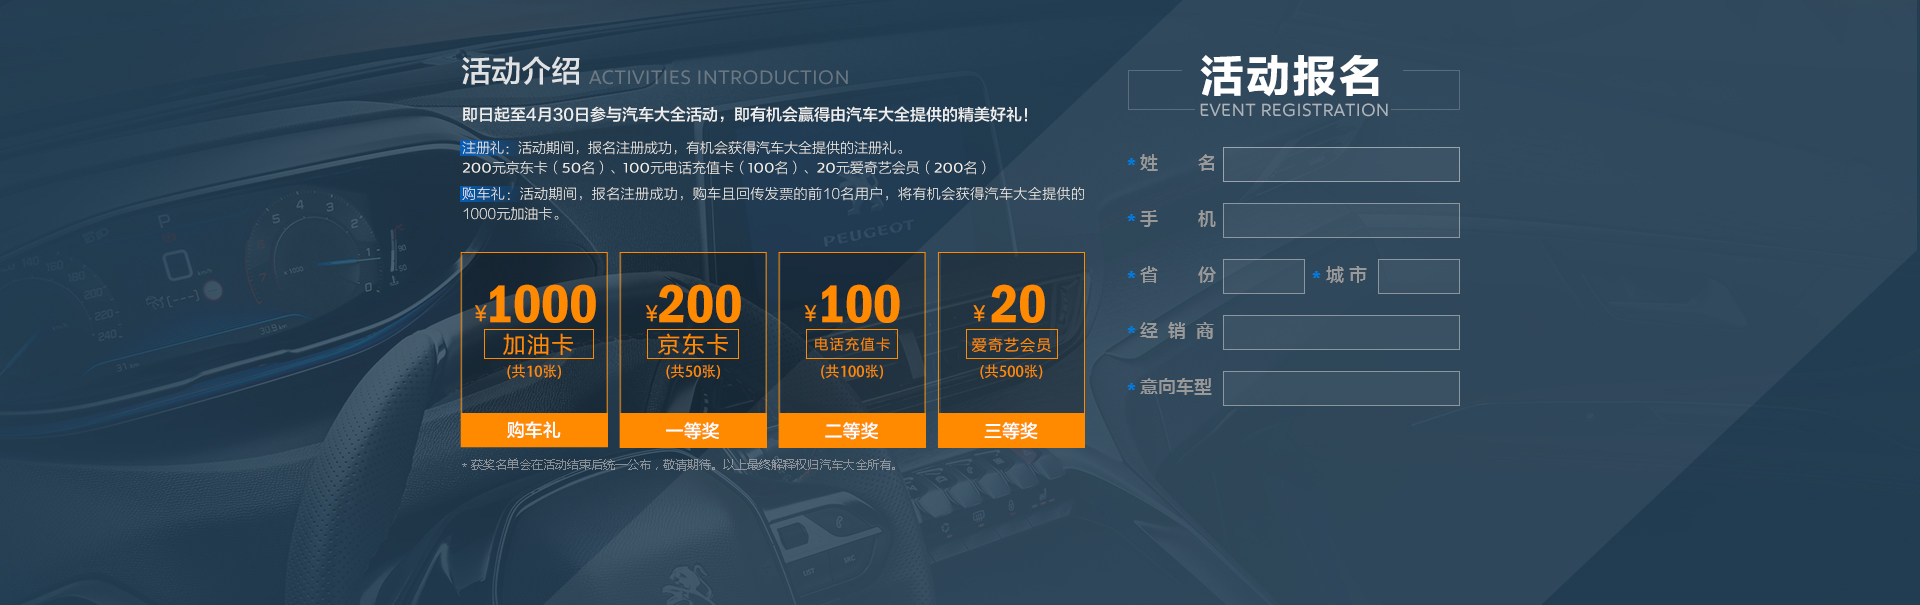 活动介绍 ACTIVITIES INTRODUCTION
即日起至4月30日参与汽车大全活动，即有机会赢得由汽车大全提供的精美好礼！
注册礼：活动期间，报名注册成功，有机会获得汽车大全提供的注册礼。
200元京东卡（50名）、100元电话充值卡（100名）、20元爱奇艺会员（200名）
购车礼：活动期间，报名注册成功，购车且回传发票的前10名用户，将有机会获得汽车大全提供的
1000元加油卡。
PEUGEOT
¥1000
加油卡
(共10张)
购车礼
¥200
京东卡
(共50张)
一等奖
¥100
电话充值卡
(共100张)
二等奖
¥20
爱奇艺会员
(共500张)
三等奖
* 获奖名单会在活动结束后统一公布，敬请期待。以上最终解释权归汽车大全所有。
活动报名
EVENT REGISTRATION
*姓 名
*手 机
*省 份 *城市
*经销商
*意向车型